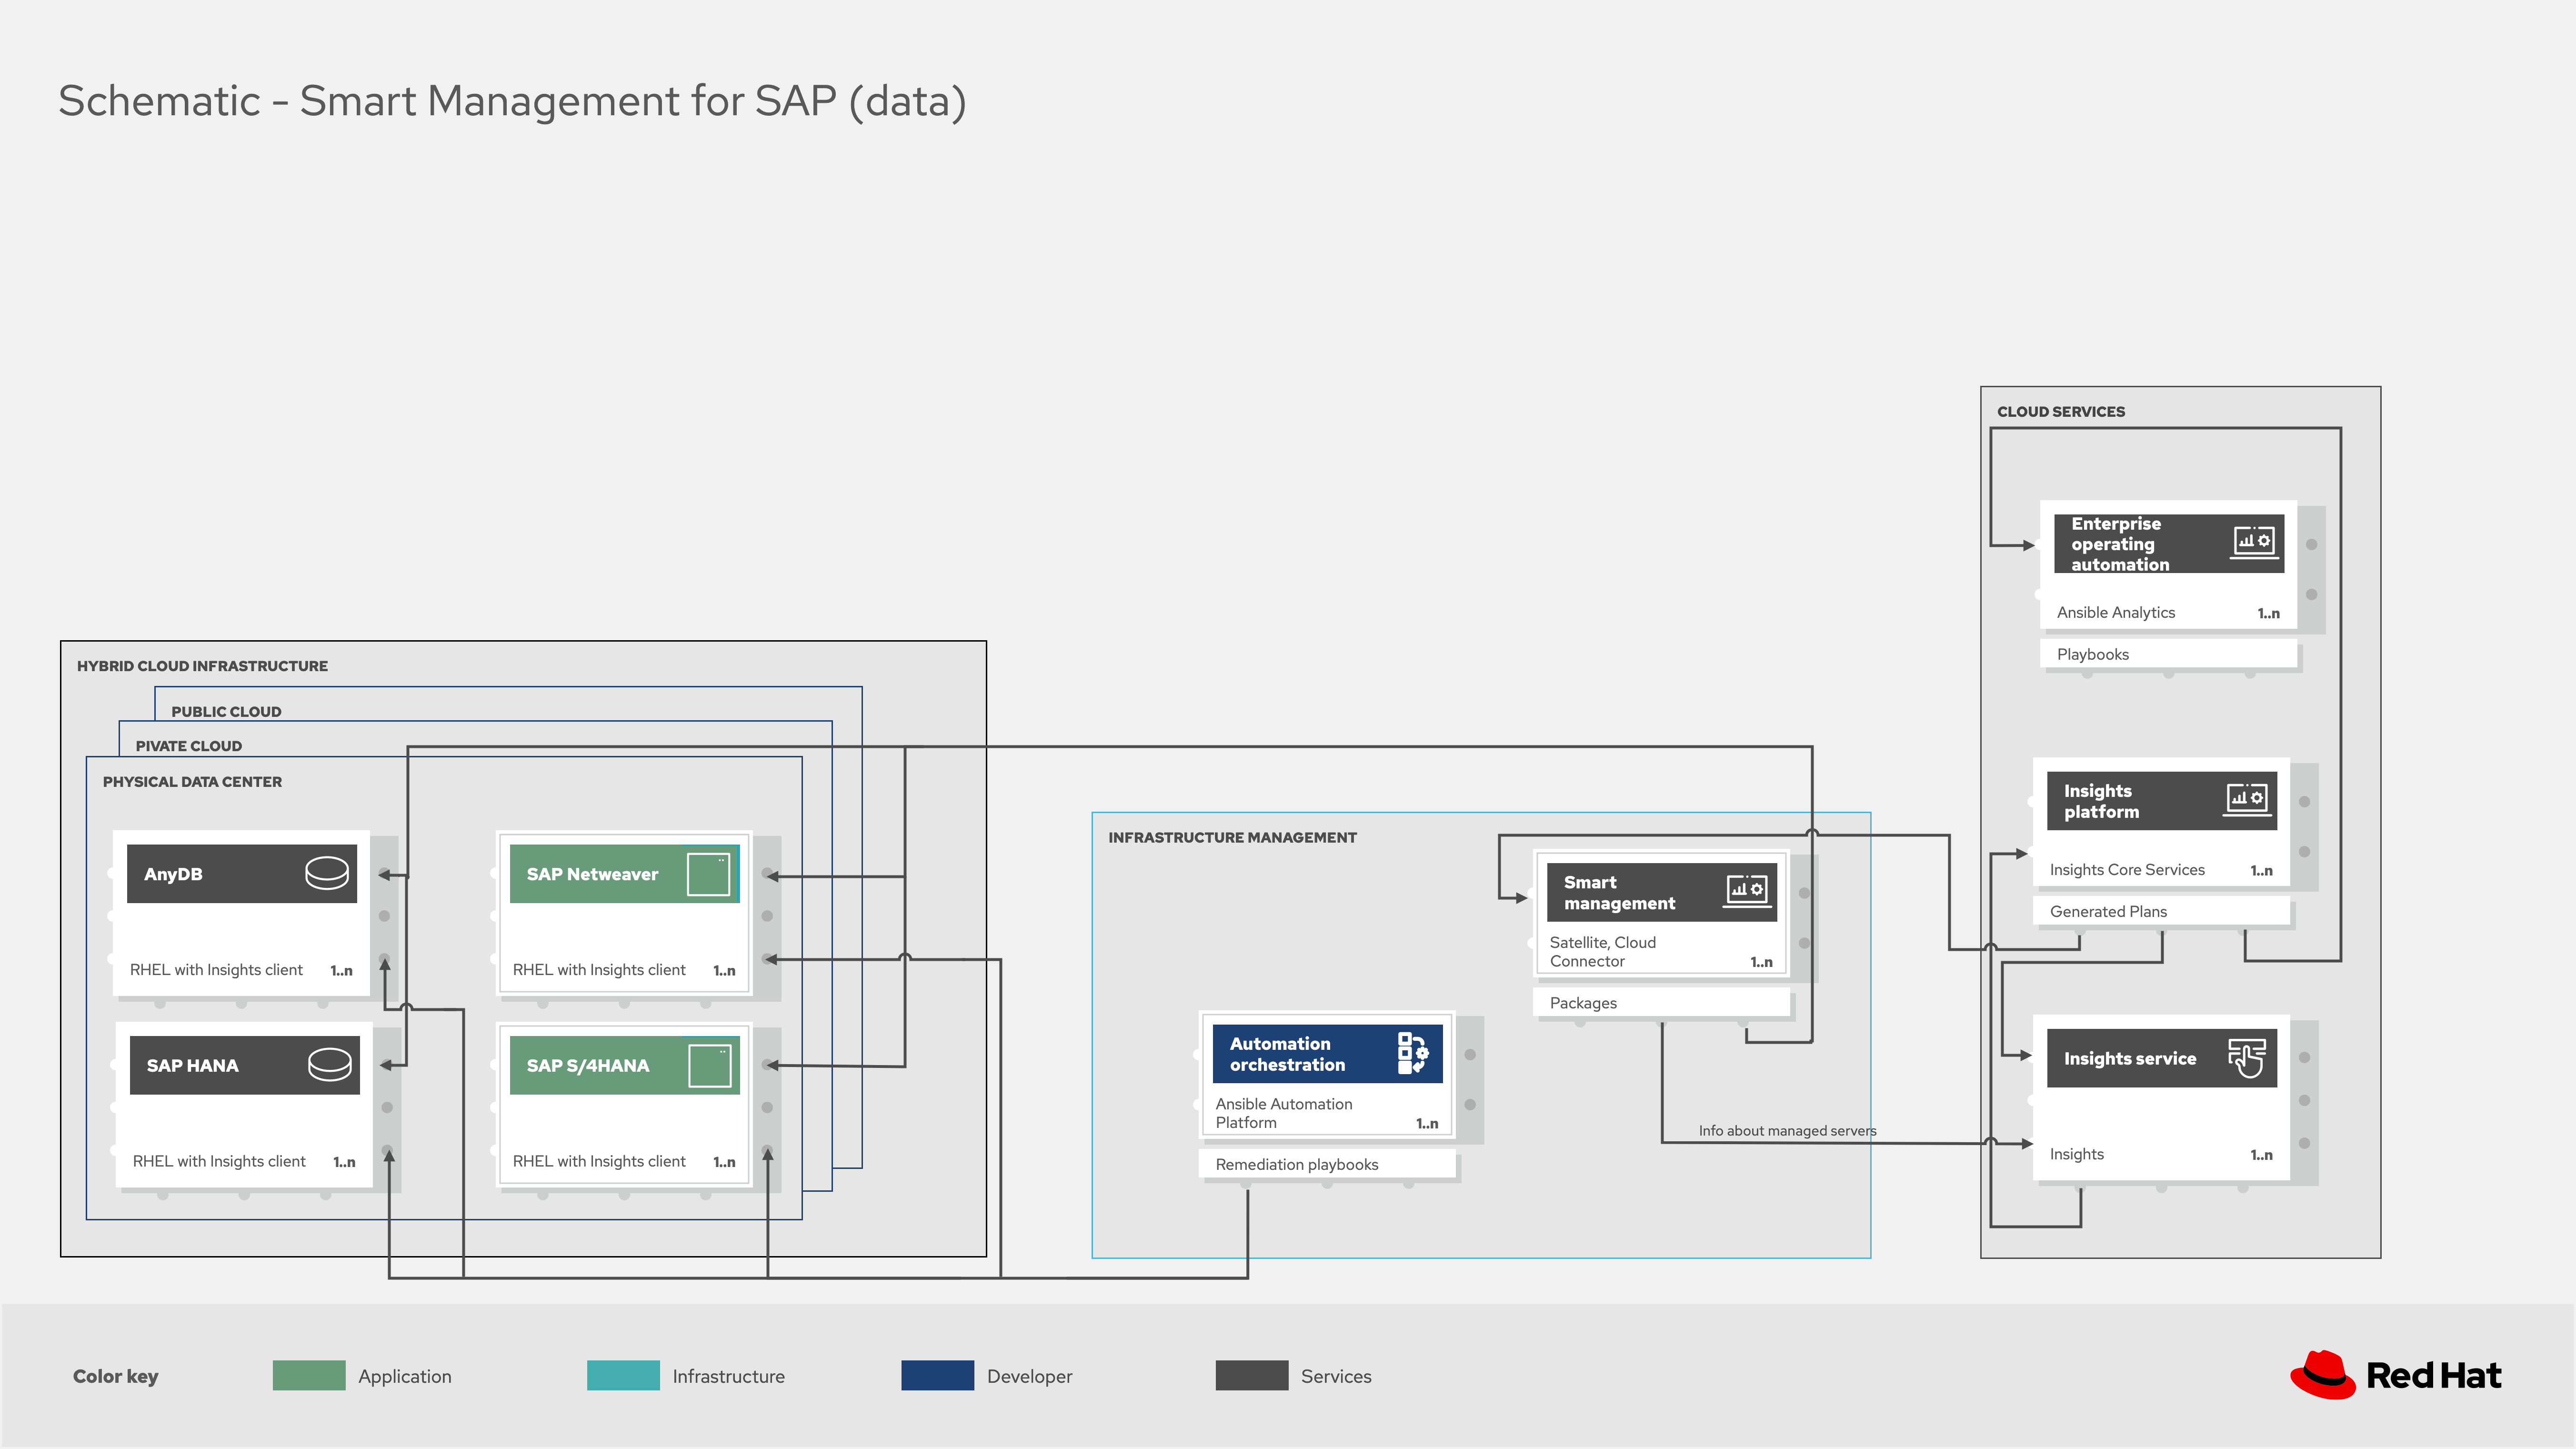 Schematic - Smart Management for SAP (data)
CLOUD SERVICES
Enterprise
operating
automation
Ansible Analytics
1..n
Playbooks
Insights
platform
Insights Core Services
1..n
Generated Plans
Insights service
Insights
1..n
HYBRID CLOUD INFRASTRUCTURE
PUBLIC CLOUD
PIVATE CLOUD
PHYSICAL DATA CENTER
AnyDB
RHEL with Insights client
1..n
SAP Netweaver
RHEL with Insights client
1..n
SAP HANA
RHEL with Insights client
1..n
SAP S/4HANA
RHEL with Insights client
1..n
INFRASTRUCTURE MANAGEMENT
Smart
management
Satellite, Cloud
Connector
1..n
Packages
Automation
orchestration
Ansible Automation
Platform
1..n
Remediation playbooks
Info about managed servers
Color key
Application
Infrastructure
Developer
Services
Red Hat